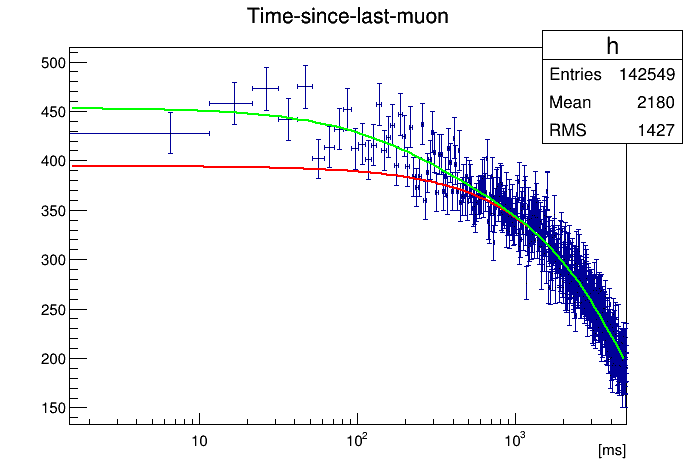 Time-since-last-muon
h
Entries 142549
Mean 2180
RMS 1427
500
450
400
350
300
250
200
150
10
10²
10³
[ms]